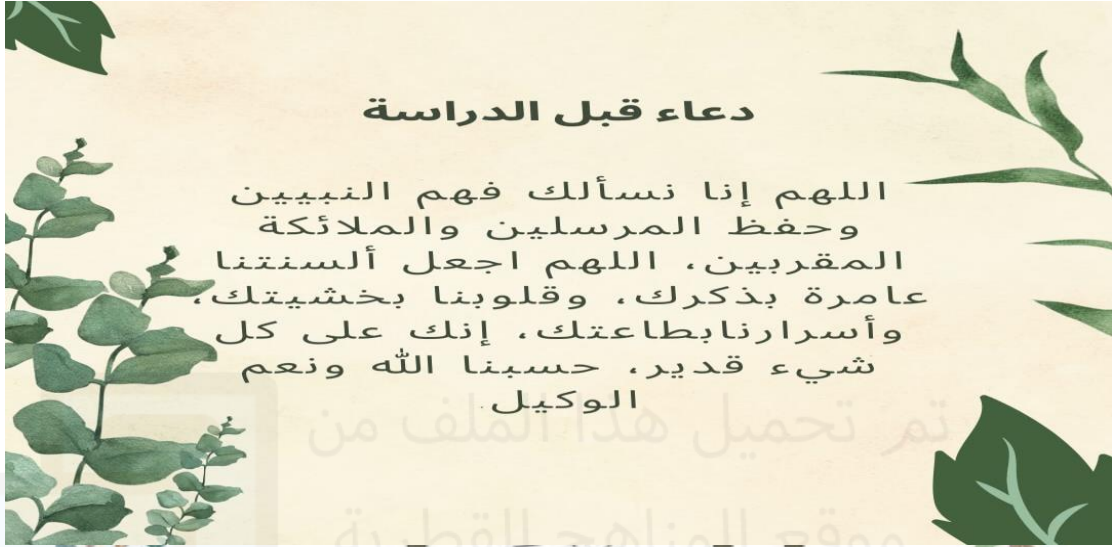 دعاء قبل الدراسة
اللهم إنا نسألك فهم النبيين
وحفظ المرسلين والملائكة
المقربين، اللهم اجعل ألسنتنا
عامرة بذكرك، وقلوبنا بخشيتك،
وأسرارنابطاعتك، إنك على كل
شيء قدير، حسبنا الله ونعم
الوكيل.
تم تحميل هذا الملف من
موقع المناهج القطرية